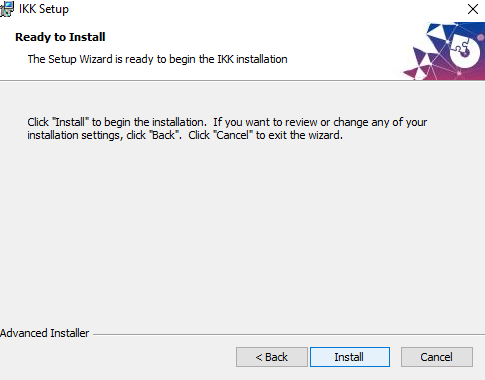 IKK Setup
Ready to Install
The Setup Wizard is ready to begin the IKK installation
Click "Install" to begin the installation.  If you want to review or change any of your
installation settings, click "Back".  Click "Cancel" to exit the wizard.
Advanced Installer
< Back
Install
Cancel